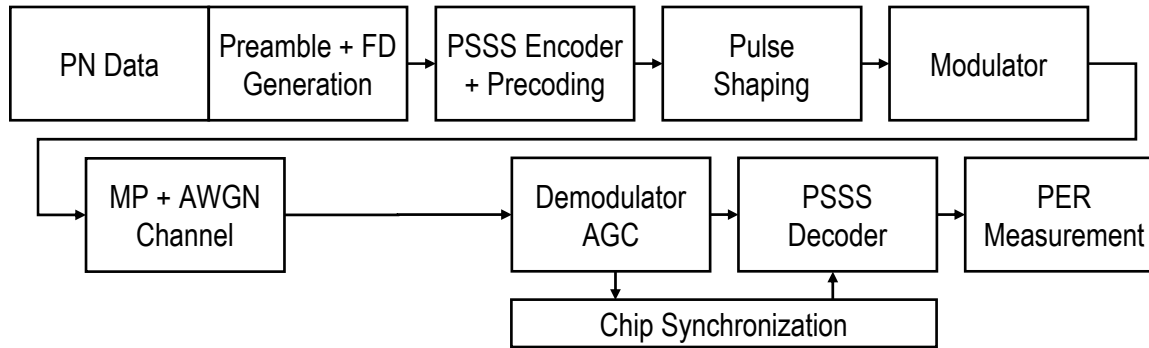 PN Data
Preamble + FD
Generation
PSSS Encoder
+ Precoding
Pulse
Shaping
Modulator
MP + AWGN
Channel
Demodulator
AGC
PSSS
Decoder
PER
Measurement
Chip Synchronization